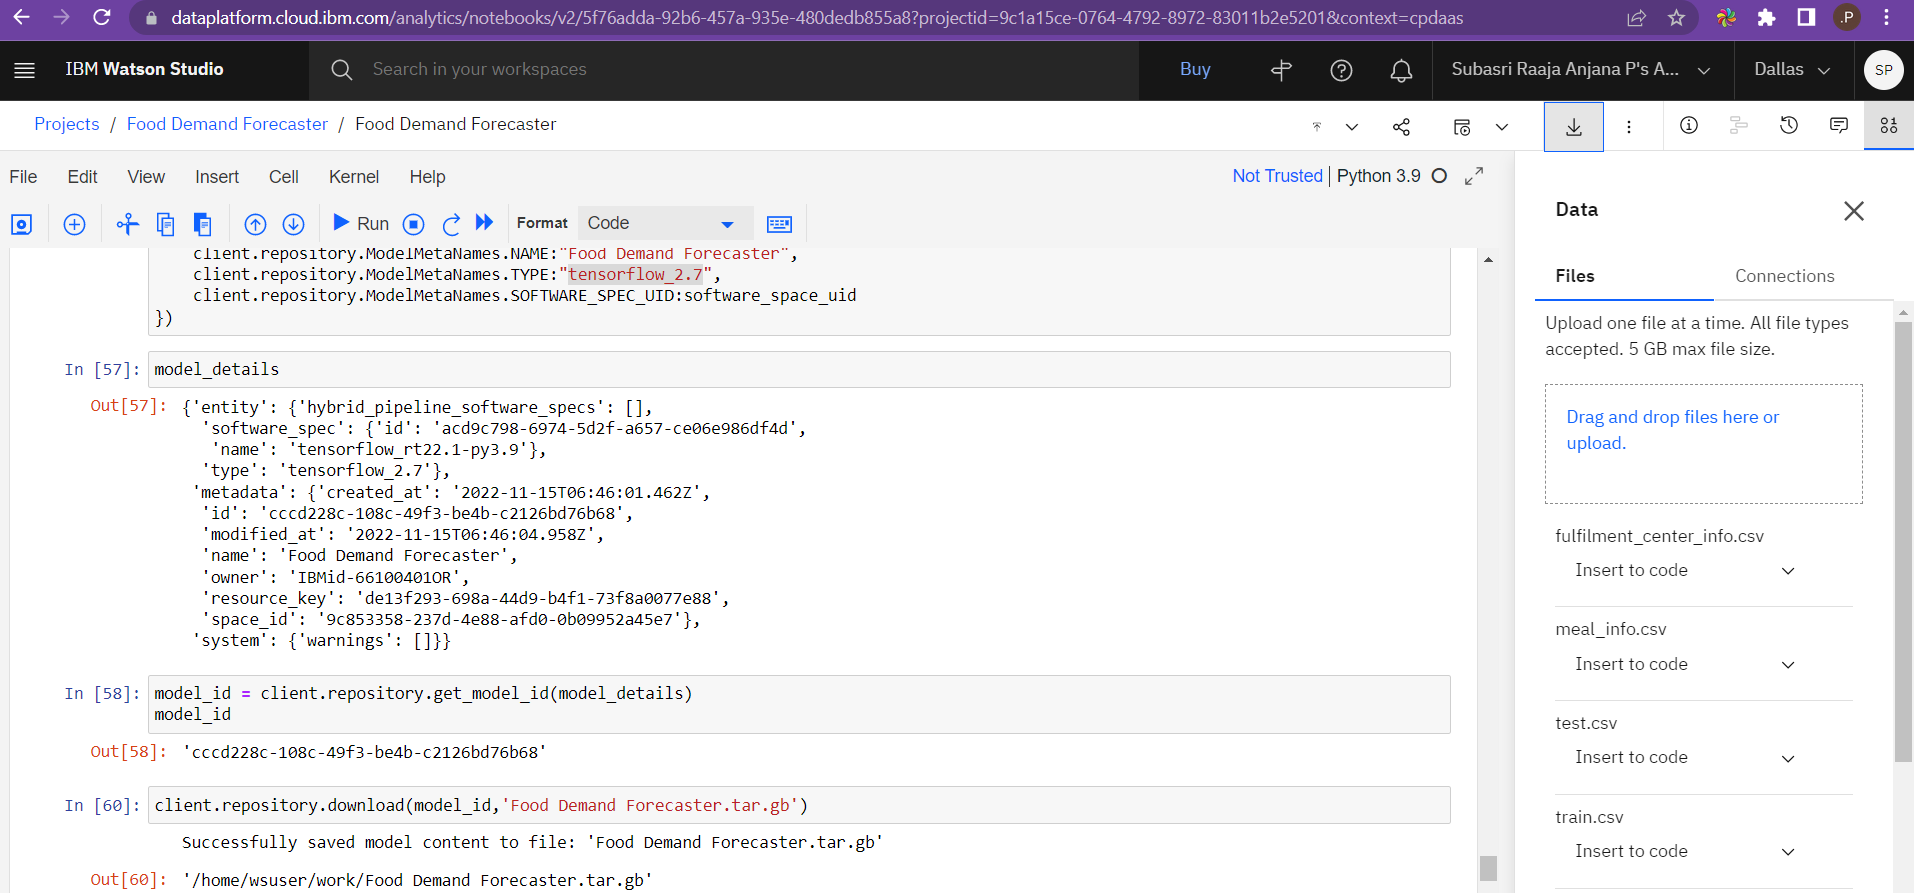 dataplatform.cloud.ibm.com/analytics/notebooks/v2/5f76adda-92b6-457a-935e-480dedb855a8?projectid=9c1a15ce-0764-4792-8972-83011b2e5201&context=cpdaas
.P
IBM Watson Studio
Search in your workspaces
Buy
Subasri Raaja Anjana P's A...
Dallas
SP
Projects / Food Demand Forecaster / Food Demand Forecaster
File Edit View Insert Cell Kernel Help
Not Trusted | Python 3.9
Run
Format
Code
client.repository.ModelMetaNames.NAME:"Food Demand Forecaster",
client.repository.ModelMetaNames.TYPE:"tensorflow_2.7",
client.repository.ModelMetaNames.SOFTWARE_SPEC_UID:software_space_uid
})
In [57]: model_details
Out[57]: {'entity': {'hybrid_pipeline_software_specs': [],
'software_spec': {'id': 'acd9c798-6974-5d2f-a657-ce06e986df4d',
'name': 'tensorflow_rt22.1-py3.9'},
'type': 'tensorflow_2.7'},
'metadata': {'created_at': '2022-11-15T06:46:01.462Z',
'id': 'cccd228c-108c-49f3-be4b-c2126bd76b68',
'modified_at': '2022-11-15T06:46:04.958Z',
'name': 'Food Demand Forecaster',
'owner': 'IBMid-66100401OR',
'resource_key': 'de13f293-698a-44d9-b4f1-73f8a0077e88',
'space_id': '9c853358-237d-4e88-afd0-0b09952a45e7'},
'system': {'warnings': []}}
In [58]: model_id = client.repository.get_model_id(model_details)
model_id
Out[58]: 'cccd228c-108c-49f3-be4b-c2126bd76b68'
In [60]: client.repository.download(model_id,'Food Demand Forecaster.tar.gb')
Successfully saved model content to file: 'Food Demand Forecaster.tar.gb'
Out[60]: '/home/wsuser/work/Food Demand Forecaster.tar.gb'
Data
Files
Connections
Upload one file at a time. All file types
accepted. 5 GB max file size.
Drag and drop files here or
upload.
fulfilment_center_info.csv
Insert to code
meal_info.csv
Insert to code
test.csv
Insert to code
train.csv
Insert to code